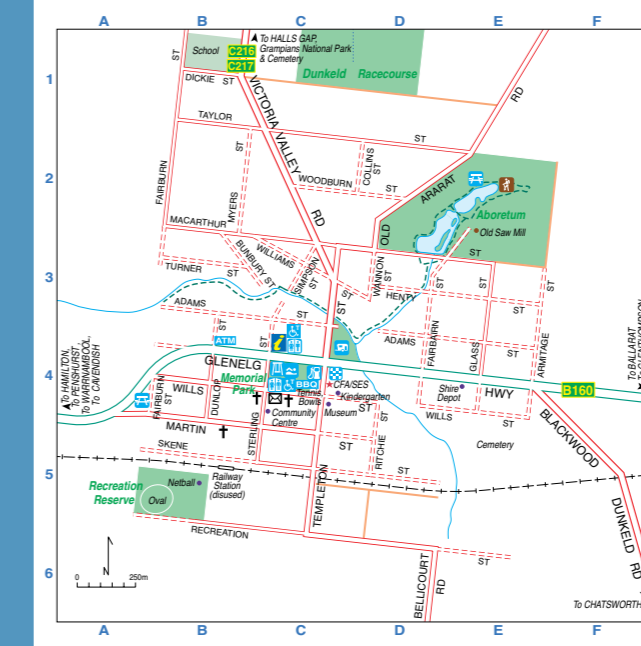 A B C D E F
1
2
3
4
5
6
ST
School
C216
C217
To HALLS GAP,
Grampians National Park
& Cemetery
Dunkeld Racecourse
DICKIE ST
VICTORIA VALLEY RD
TAYLOR ST
RD
COLLINS ST
WOODBURN ST
FAIRBURN
MYERS ST
OLD ARARAT
Aboretum
Old Saw Mill
ST
MACARTHUR
BUNBURY ST
WILLIAMS
SIMPSON ST
ST
WANNON ST
TURNER ST
HENTY ST
ST
ADAMS ST
ADAMS ST
ST
ST
FAIRBAIRN ST
GLASS ST
ARMITAGE ST
ATM
i
GLENELG HWY
B160
To HAMILTON,
To PENSHURST,
To WARRNAMBOOL,
To CAVENDISH
To BALLARAT
Memorial
Park
BBQ
CFA/SES
Kindergarten
Tennis
Bowls
Museum
Community
Centre
Shire
Depot
WILLS ST
WILLS ST
FAIRBURN ST
DUNLOP
MARTIN ST
STERLING
SKENE ST
RITCHIE ST
Cemetery
BLACKWOOD
DUNKELD RD
Recreation
Reserve
Netball
Oval
Railway
Station
(disused)
TEMPLETON
RECREATION ST
BELLICOURT RD
N
0 250m
To CHATSWORTH
A B C D E F